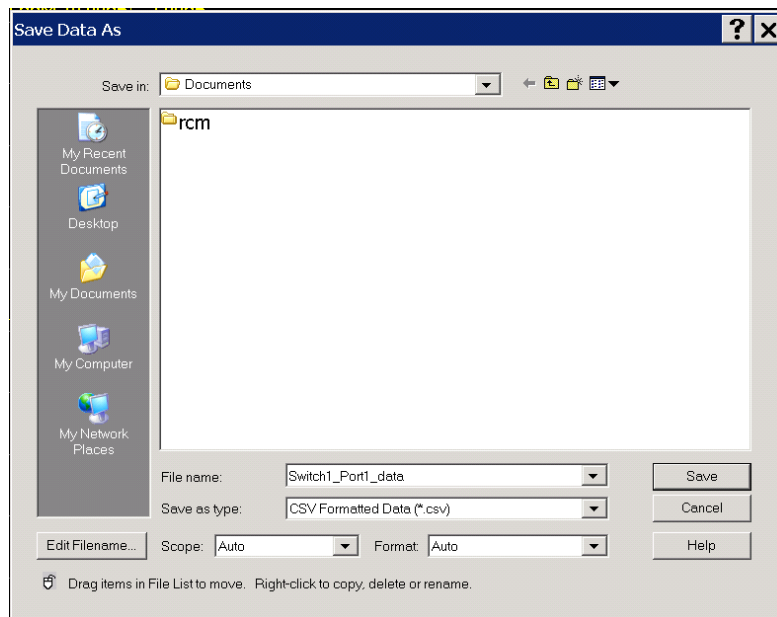 Save Data As
Save in: Documents
rcm
My Recent
Documents
Desktop
My Documents
My Computer
My Network
Places
File name: Switch1_Port1_data Save
Save as type: CSV Formatted Data (*.csv) Cancel
Edit Filename... Scope: Auto Format: Auto Help
Drag items in File List to move. Right-click to copy, delete or rename.